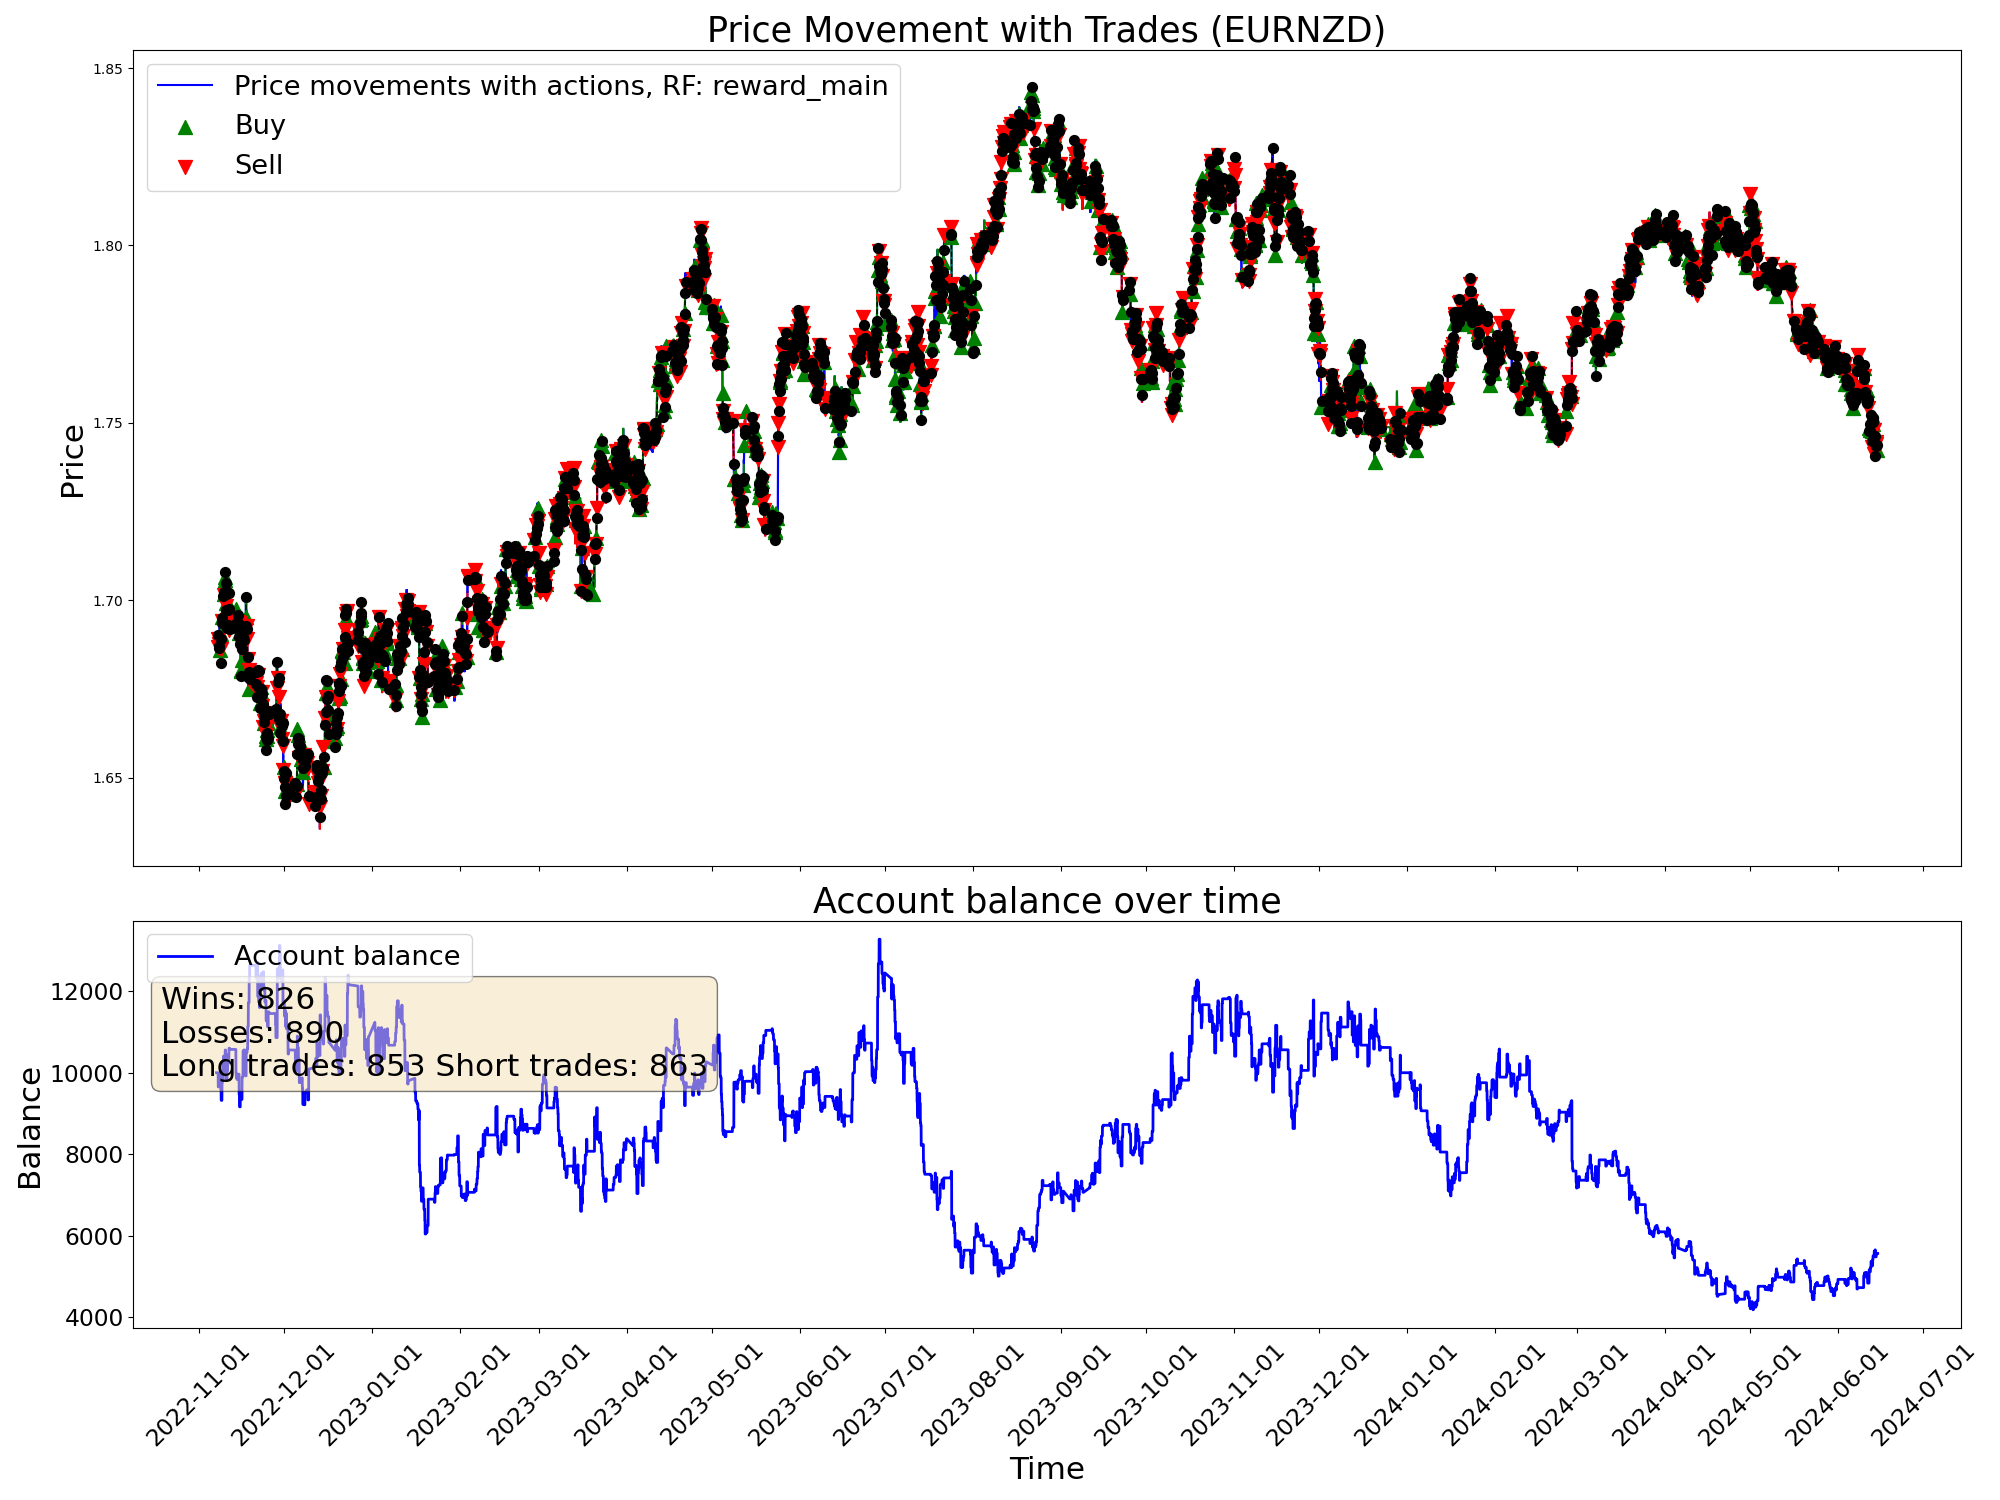 Price Movement with Trades (EURNZD)
1.85
Price movements with actions, RF: reward_main
Buy
Sell
1.80
1.75
Price
1.70
1.65
Account balance over time
Account balance
12000
Wins: 826
Losses: 890
Long trades: 853 Short trades: 863
10000
Balance
8000
6000
4000
2022-11-01
2022-12-01
2023-01-01
2023-02-01
2023-03-01
2023-04-01
2023-05-01
2023-06-01
2023-07-01
2023-08-01
2023-09-01
2023-10-01
2023-11-01
2023-12-01
2024-01-01
2024-02-01
2024-03-01
2024-04-01
2024-05-01
2024-06-01
2024-07-01
Time